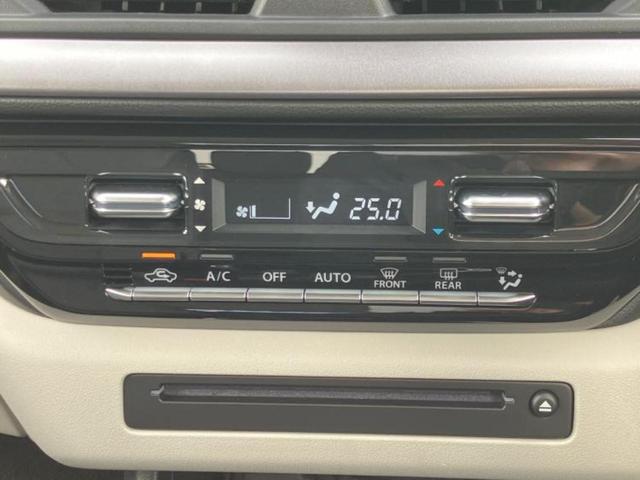 25.0
A/C OFF AUTO FRONT REAR